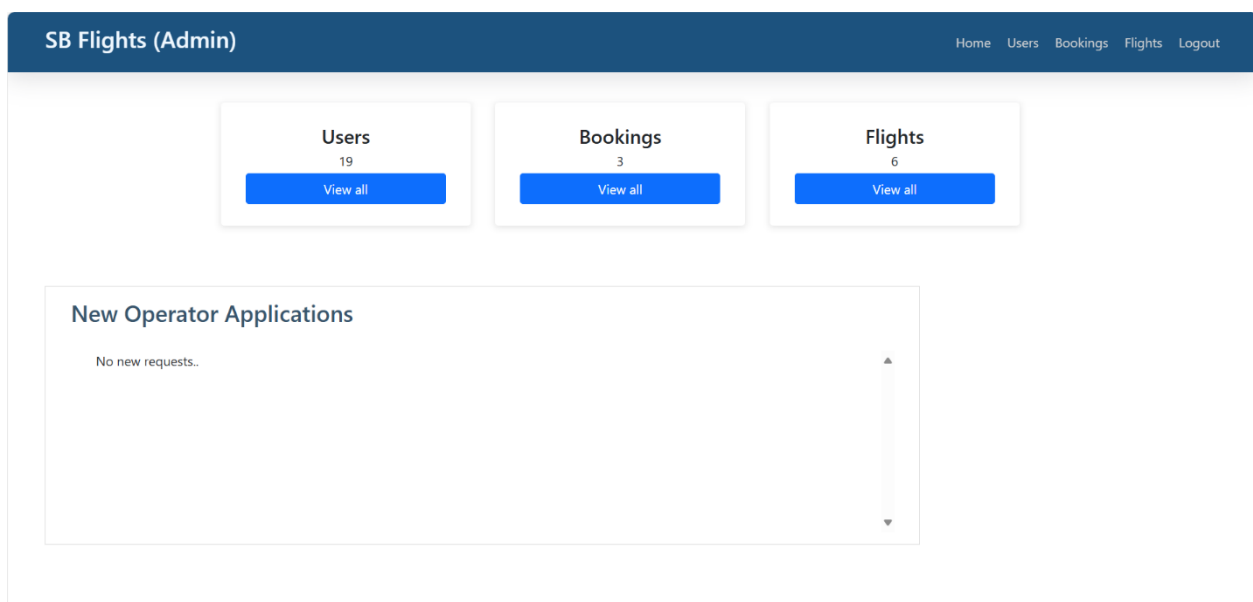 SB Flights (Admin)
Home Users Bookings Flights Logout
Users
19
View all
Bookings
3
View all
Flights
6
View all
New Operator Applications
No new requests..